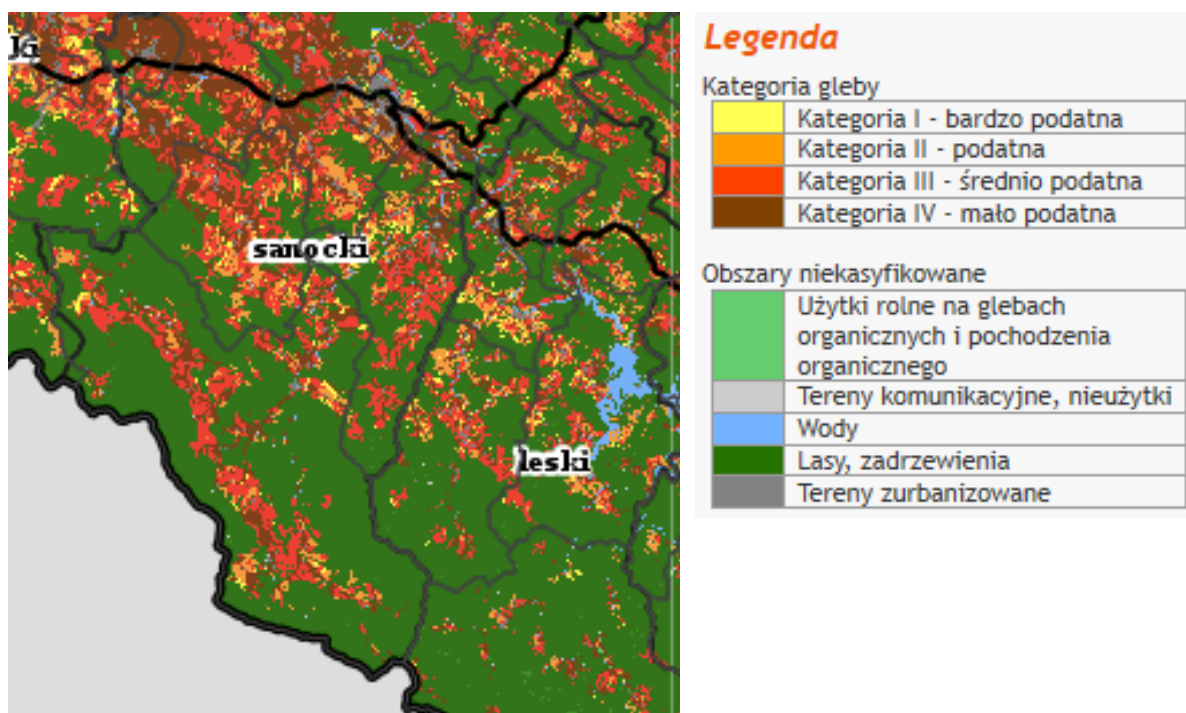 ki
sanocki
leski
Legenda
Kategoria gleby
Kategoria I - bardzo podatna
Kategoria II - podatna
Kategoria III - średnio podatna
Kategoria IV - mało podatna
Obszary niekasyfikowane
Użytki rolne na glebach
organicznych i pochodzenia
organicznego
Tereny komunikacyjne, nieużytki
Wody
Lasy, zadrzewienia
Tereny zurbanizowane